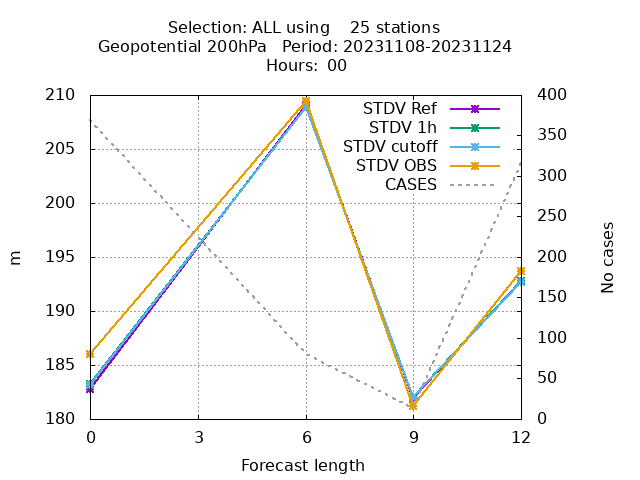 Selection: ALL using    25 stations
Geopotential 200hPa   Period: 20231108-20231124
Hours:  00
STDV Ref
STDV 1h
STDV cutoff
STDV OBS
CASES
210
205
200
195
190
185
180
m
400
350
300
250
200
150
100
50
0
No cases
0 3 6 9 12
Forecast length